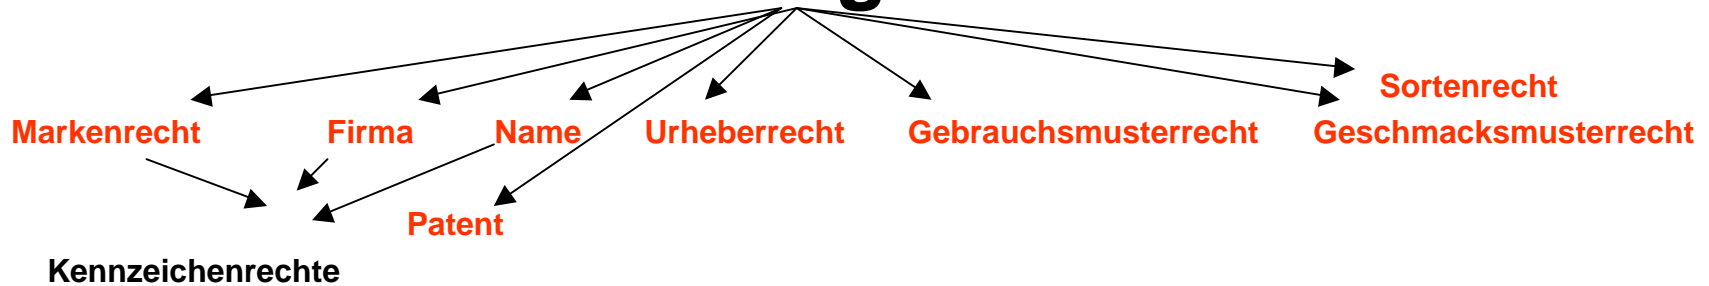 Sortenrecht
Markenrecht Firma Name Urheberrecht Gebrauchsmusterrecht Geschmacksmusterrecht
Patent
Kennzeichenrechte